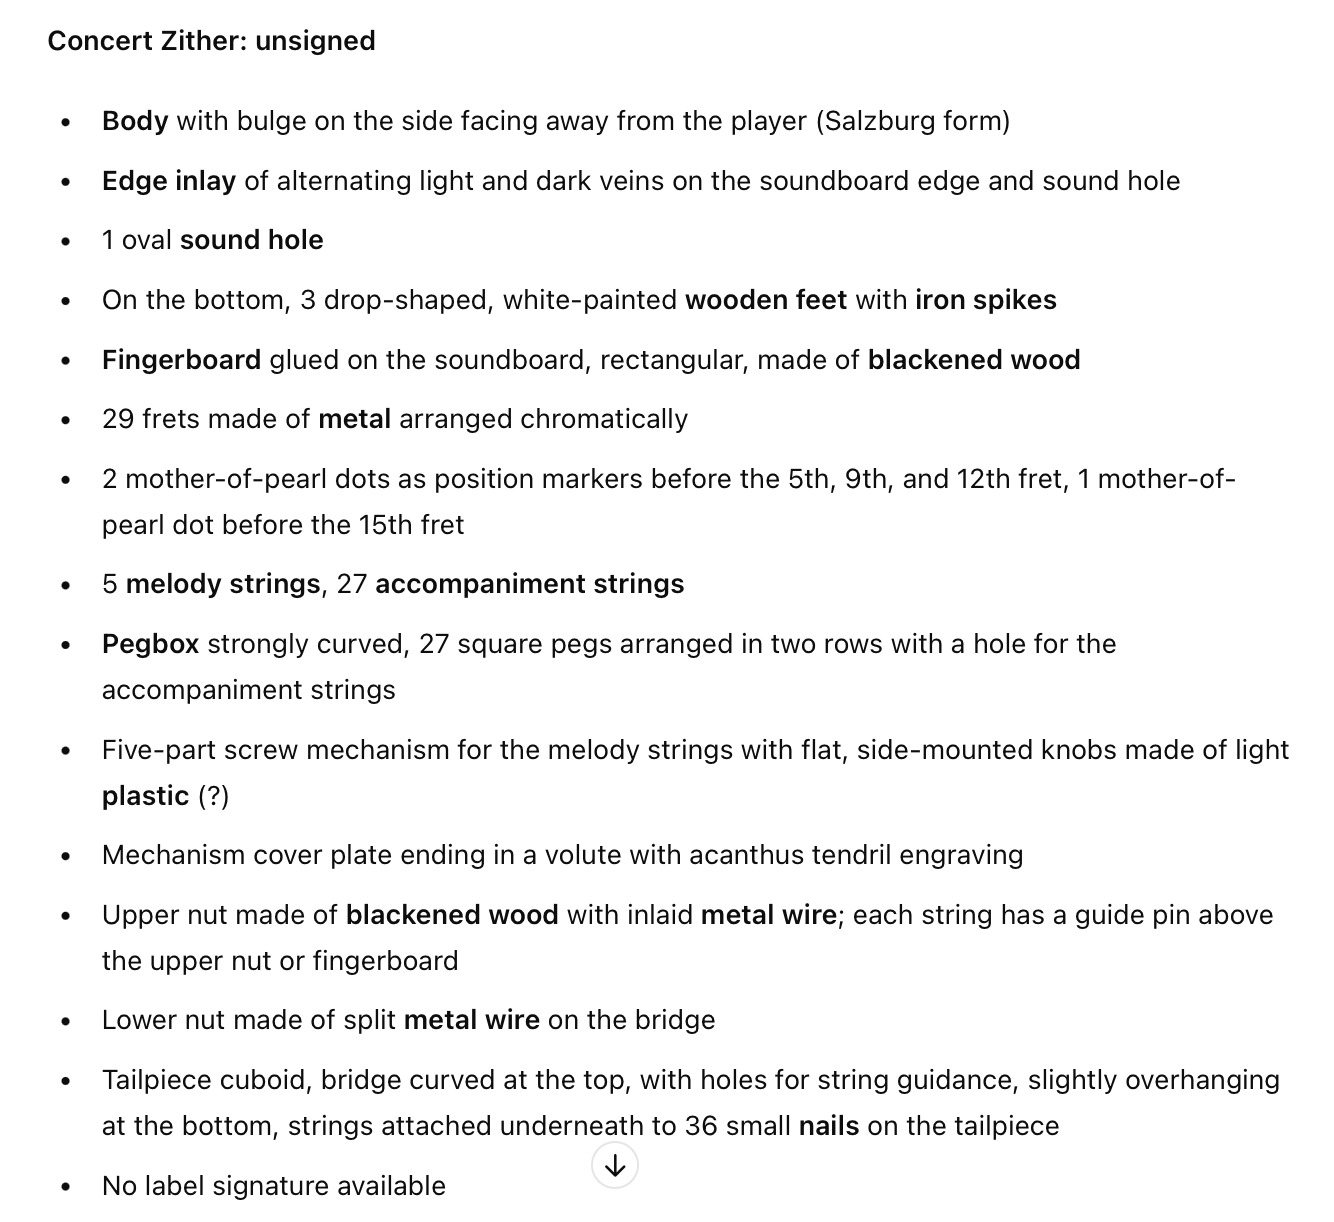 Concert Zither: unsigned
• Body with bulge on the side facing away from the player (Salzburg form)
• Edge inlay of alternating light and dark veins on the soundboard edge and sound hole
• 1 oval sound hole
• On the bottom, 3 drop-shaped, white-painted wooden feet with iron spikes
• Fingerboard glued on the soundboard, rectangular, made of blackened wood
• 29 frets made of metal arranged chromatically
• 2 mother-of-pearl dots as position markers before the 5th, 9th, and 12th fret, 1 mother-of-
pearl dot before the 15th fret
• 5 melody strings, 27 accompaniment strings
• Pegbox strongly curved, 27 square pegs arranged in two rows with a hole for the
accompaniment strings
• Five-part screw mechanism for the melody strings with flat, side-mounted knobs made of light
plastic (?)
• Mechanism cover plate ending in a volute with acanthus tendril engraving
• Upper nut made of blackened wood with inlaid metal wire; each string has a guide pin above
the upper nut or fingerboard
• Lower nut made of split metal wire on the bridge
• Tailpiece cuboid, bridge curved at the top, with holes for string guidance, slightly overhanging
at the bottom, strings attached underneath to 36 small nails on the tailpiece
• No label signature available